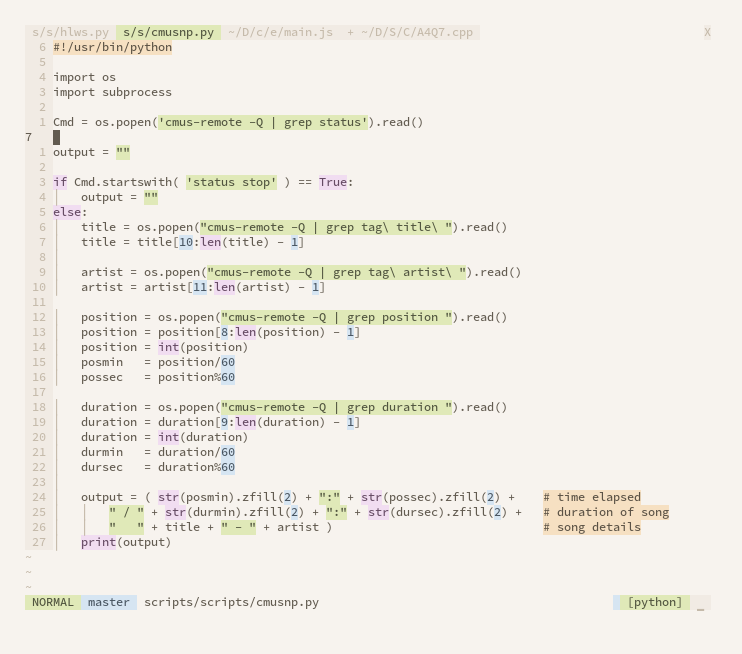 s/s/hlws.py  s/s/cmusnp.py  ~/D/c/e/main.js  + ~/D/S/C/A4Q7.cpp  X
  6 #!/usr/bin/python
  5
  4 import os
  3 import subprocess
  2
  1 Cmd = os.popen('cmus-remote -Q | grep status').read()
7
  1 output = ""
  2
  3 if Cmd.startswith( 'status stop' ) == True:
  4     output = ""
  5 else:
  6     title = os.popen("cmus-remote -Q | grep tag\ title\ ").read()
  7     title = title[10:len(title) - 1]
  8
  9     artist = os.popen("cmus-remote -Q | grep tag\ artist\ ").read()
 10     artist = artist[11:len(artist) - 1]
 11
 12     position = os.popen("cmus-remote -Q | grep position ").read()
 13     position = position[8:len(position) - 1]
 14     position = int(position)
 15     posmin   = position/60
 16     possec   = position%60
 17
 18     duration = os.popen("cmus-remote -Q | grep duration ").read()
 19     duration = duration[9:len(duration) - 1]
 20     duration = int(duration)
 21     durmin   = duration/60
 22     dursec   = duration%60
 23
 24     output = ( str(posmin).zfill(2) + ":" + str(possec).zfill(2) +    # time elapsed
 25         " / " + str(durmin).zfill(2) + ":" + str(dursec).zfill(2) +   # duration of song
 26         "   " + title + " - " + artist )                              # song details
 27     print(output)
~
~
~
NORMAL  master  scripts/scripts/cmusnp.py  [python]  _